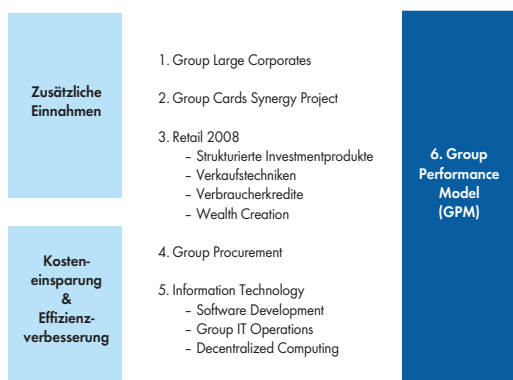 Zusätzliche
Einnahmen
1. Group Large Corporates
2. Group Cards Synergy Project
3. Retail 2008
– Strukturierte Investmentprodukte
– Verkaufstechniken
– Verbraucherkredite
– Wealth Creation
Kosten-
einsparung
&
Effizienz-
verbesserung
4. Group Procurement
5. Information Technology
– Software Development
– Group IT Operations
– Decentralized Computing
6. Group
Performance
Model
(GPM)